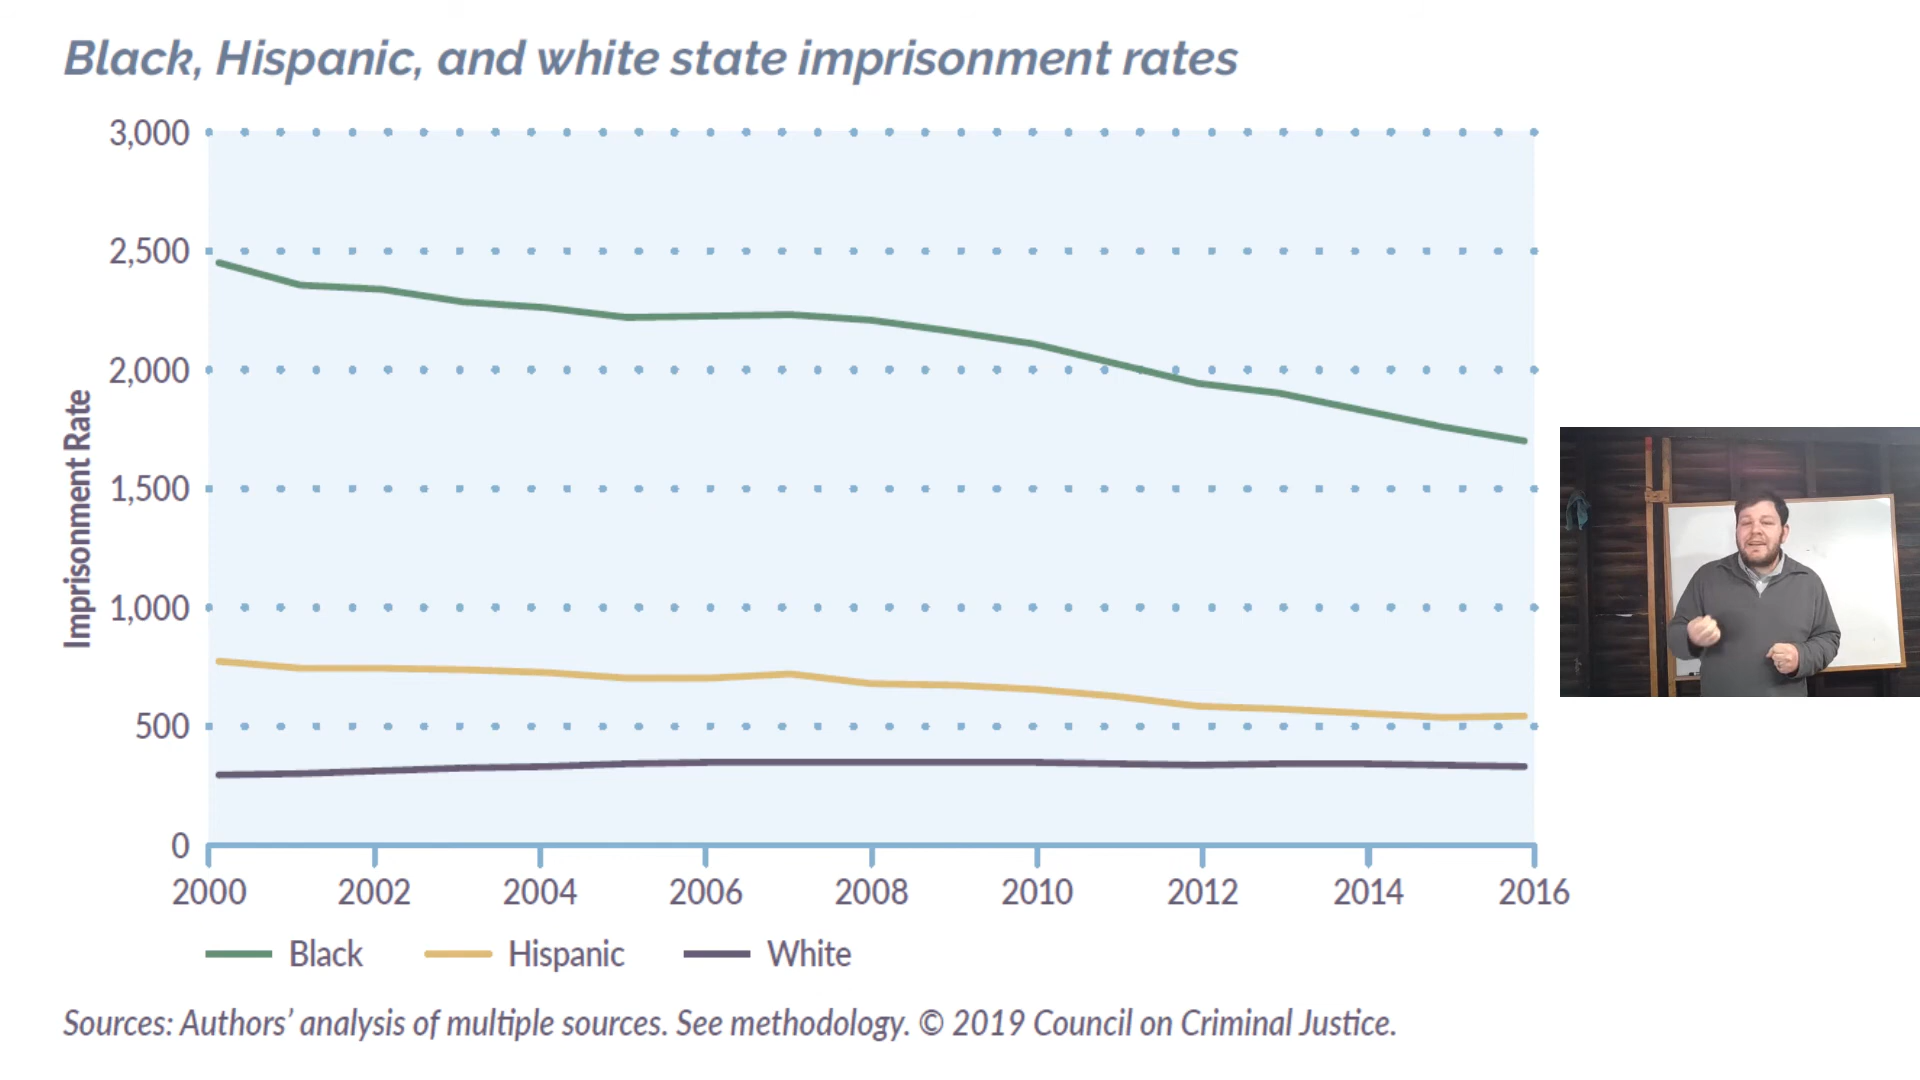 Black, Hispanic, and white state imprisonment rates
3,000
2,500
2,000
1,500
1,000
500
0
Imprisonment Rate
2000 2002 2004 2006 2008 2010 2012 2014 2016
Black Hispanic White
Sources: Authors’ analysis of multiple sources. See methodology. © 2019 Council on Criminal Justice.